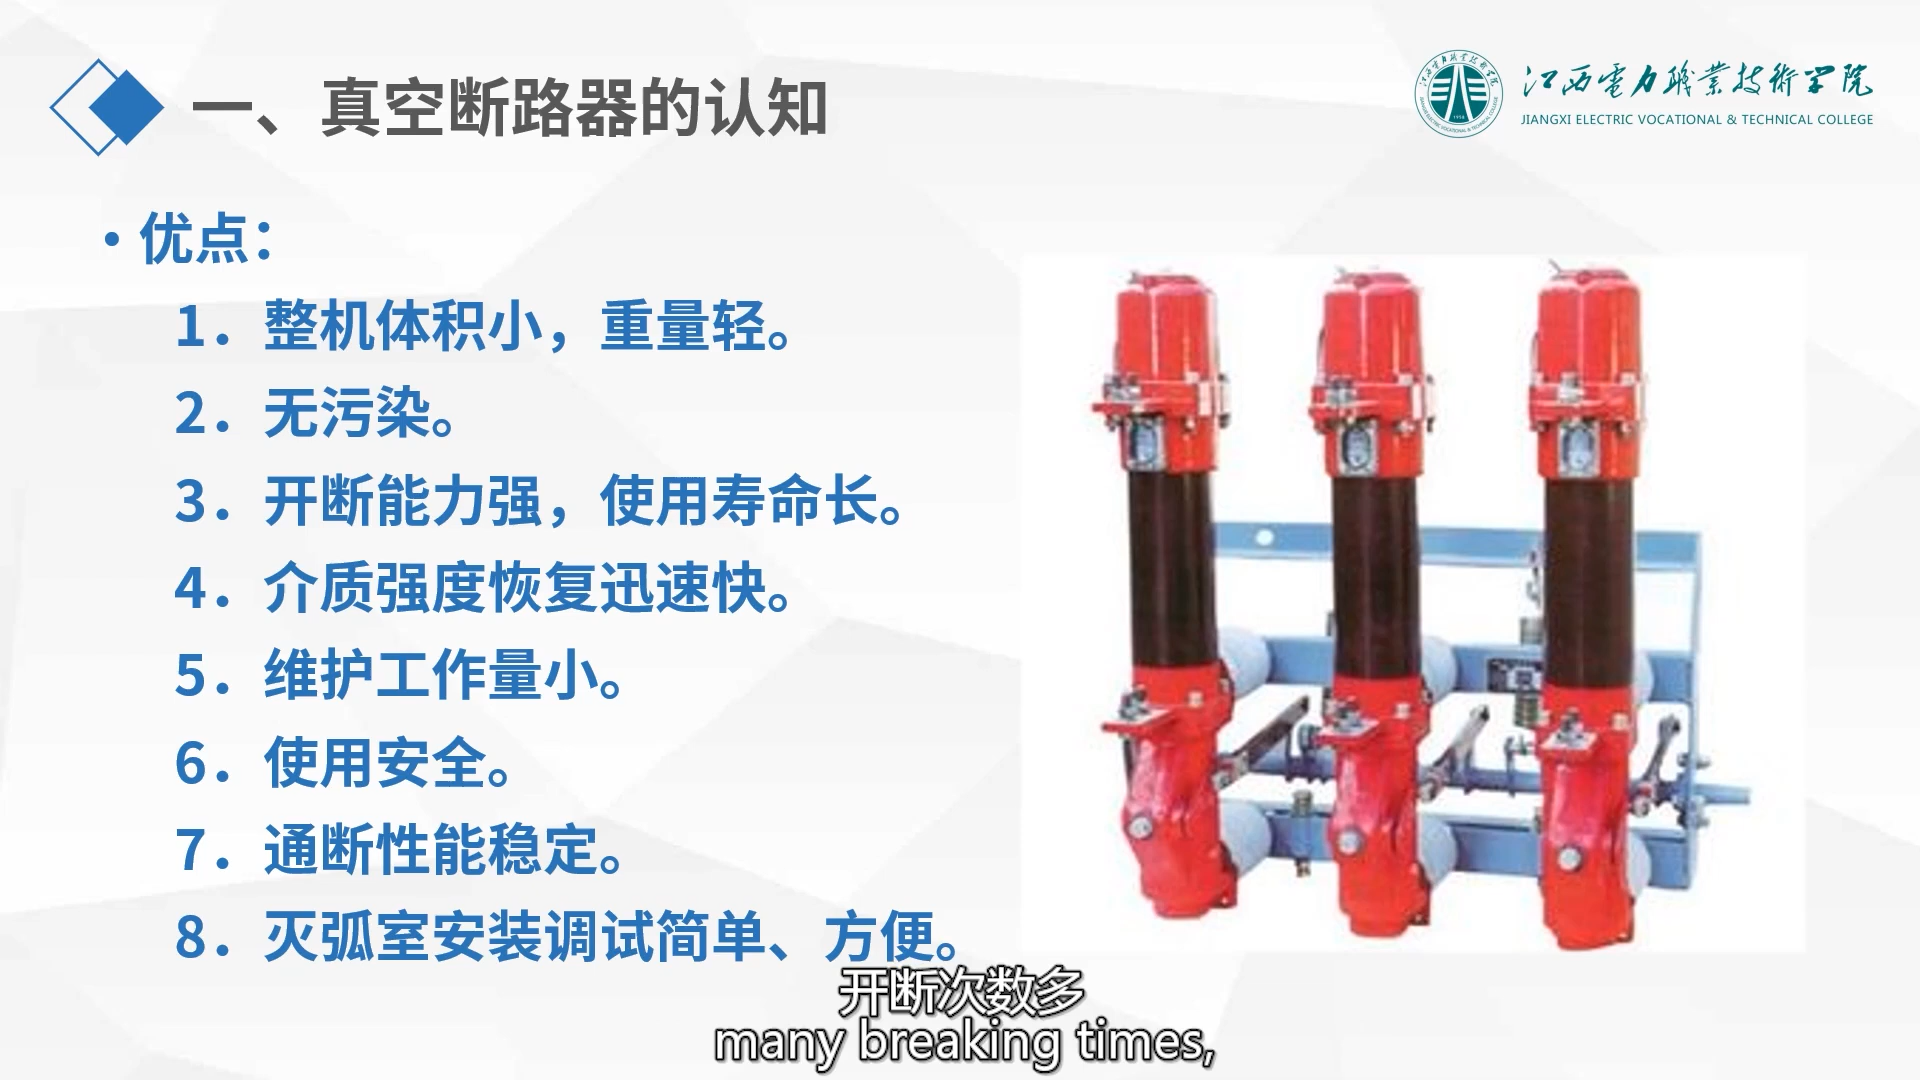 一、真空断路器的认知
江西電力職業技術学院
JIANGXI ELECTRIC VOCATIONAL & TECHNICAL COLLEGE
• 优点：
1. 整机体积小，重量轻。
2. 无污染。
3. 开断能力强，使用寿命长。
4. 介质强度恢复迅速快。
5. 维护工作量小。
6. 使用安全。
7. 通断性能稳定。
8. 灭弧室安装调试简单、方便。
开断次数多
many breaking times,